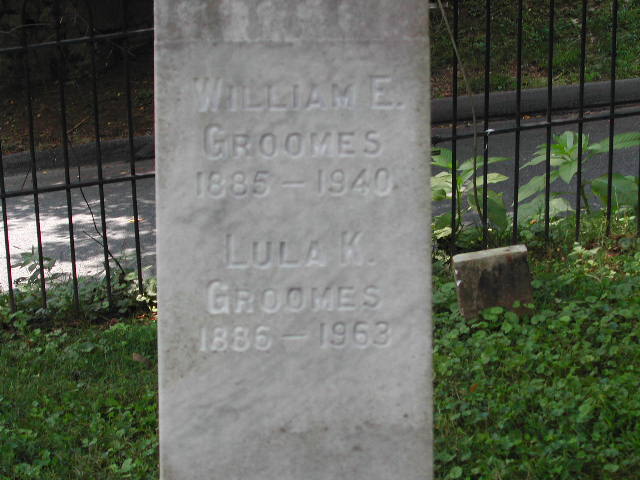 WILLIAM E.
GROOMES
1885 — 1940
LULA K.
GROOMES
1886 — 1963